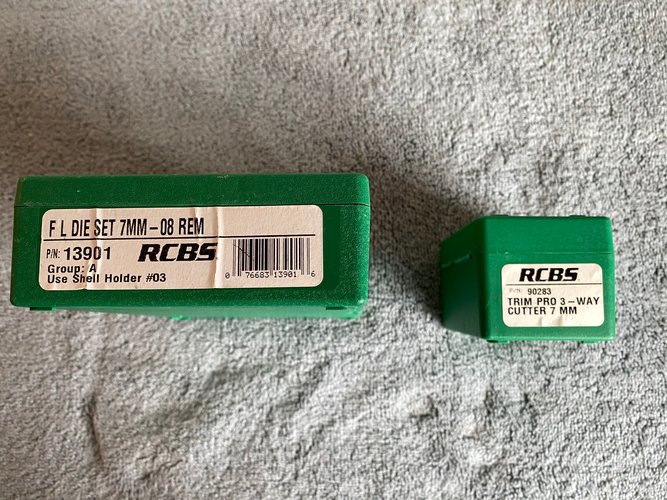 F L DIE SET 7MM-08 REM
P/N: 13901
RCBS
Group: A
Use Shell Holder #03
0 76683 13901 6
RCBS
P/N: 90283
TRIM PRO 3-WAY
CUTTER 7 MM